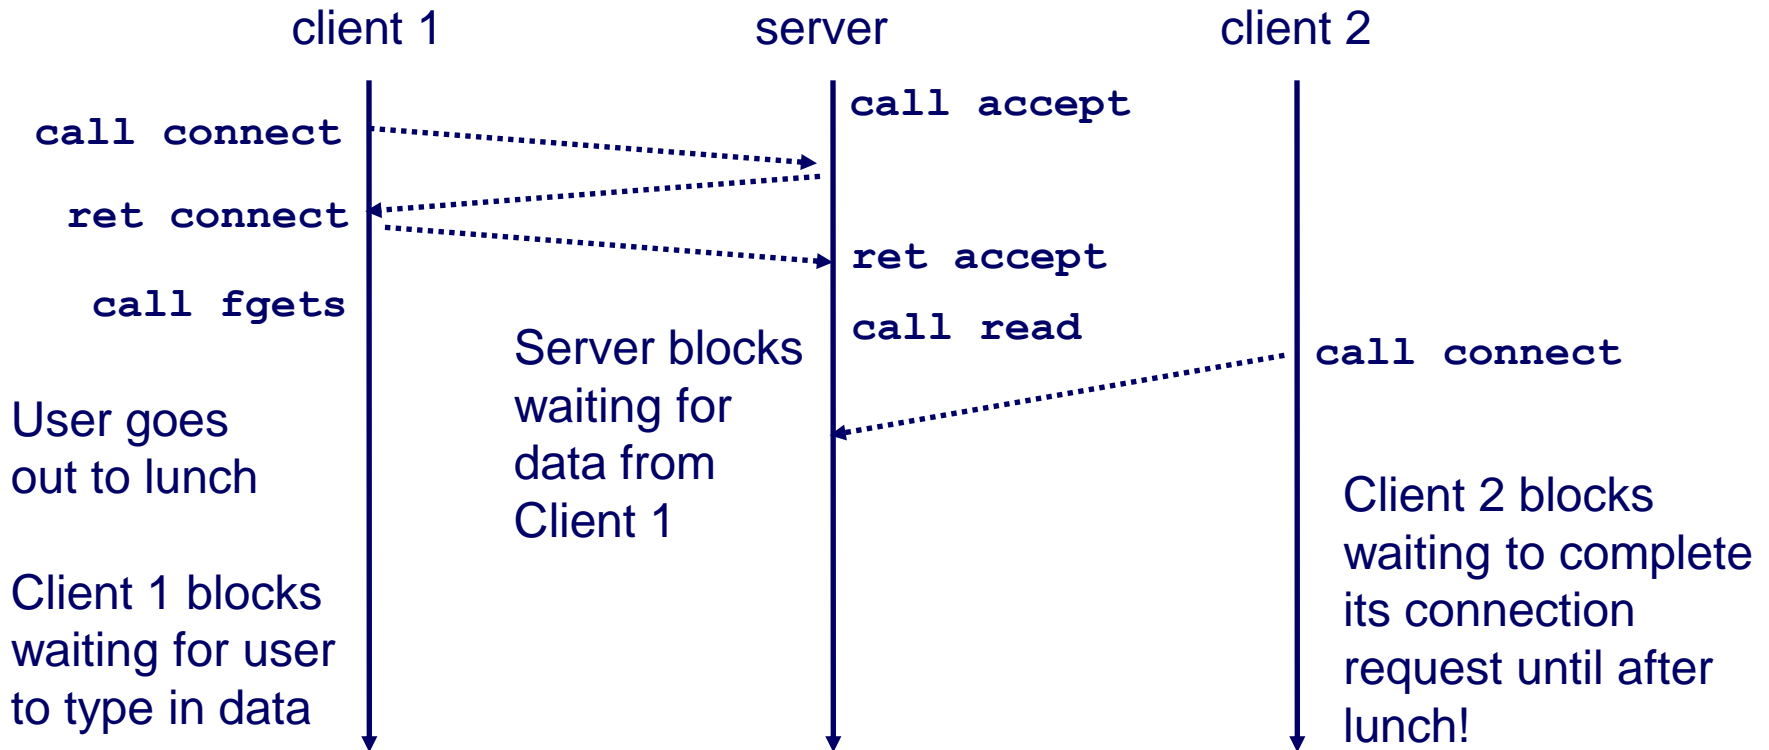 client 1
server
client 2
call accept
call connect
ret connect
ret accept
call fgets
call read
Server blocks
waiting for
data from
Client 1
call connect
User goes
out to lunch
Client 1 blocks
waiting for user
to type in data
Client 2 blocks
waiting to complete
its connection
request until after
lunch!